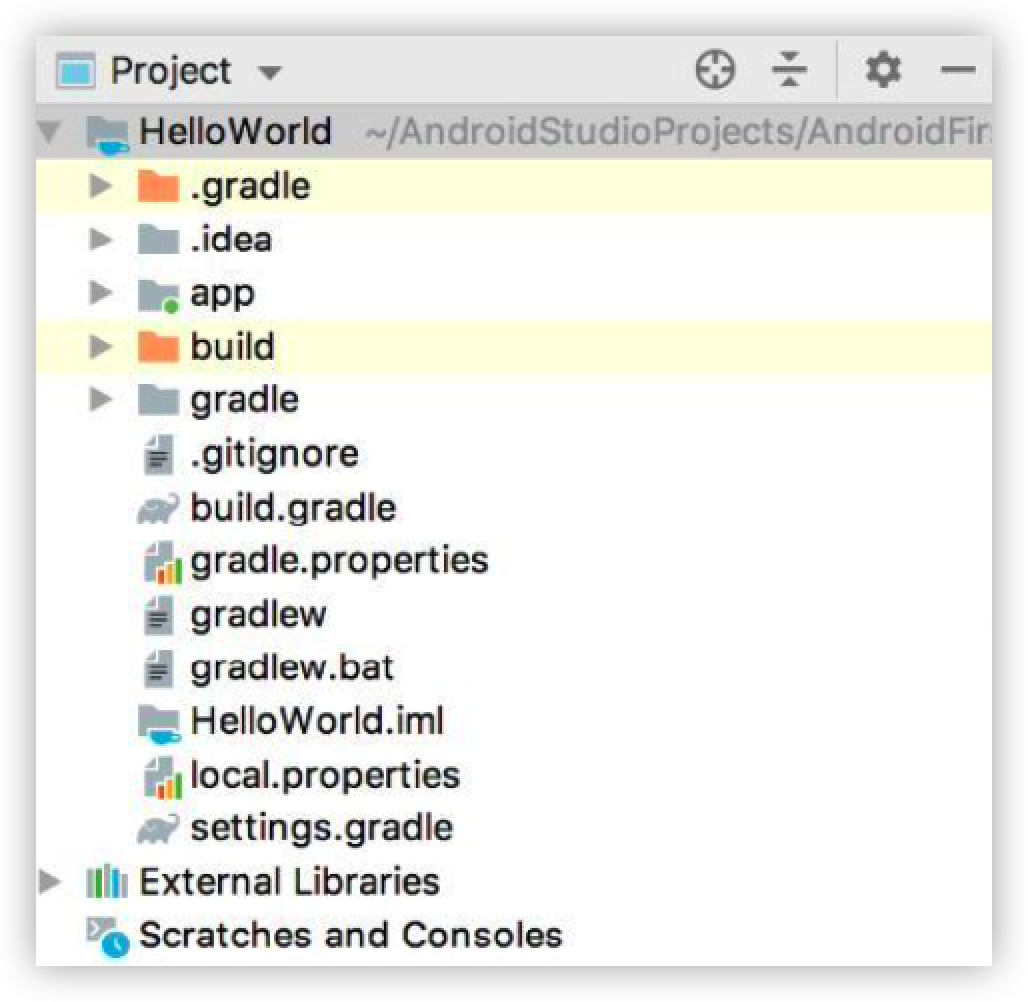 Project
HelloWorld ~/AndroidStudioProjects/AndroidFir
.gradle
.idea
app
build
gradle
.gitignore
build.gradle
gradle.properties
gradlew
gradlew.bat
HelloWorld.iml
local.properties
settings.gradle
External Libraries
Scratches and Consoles